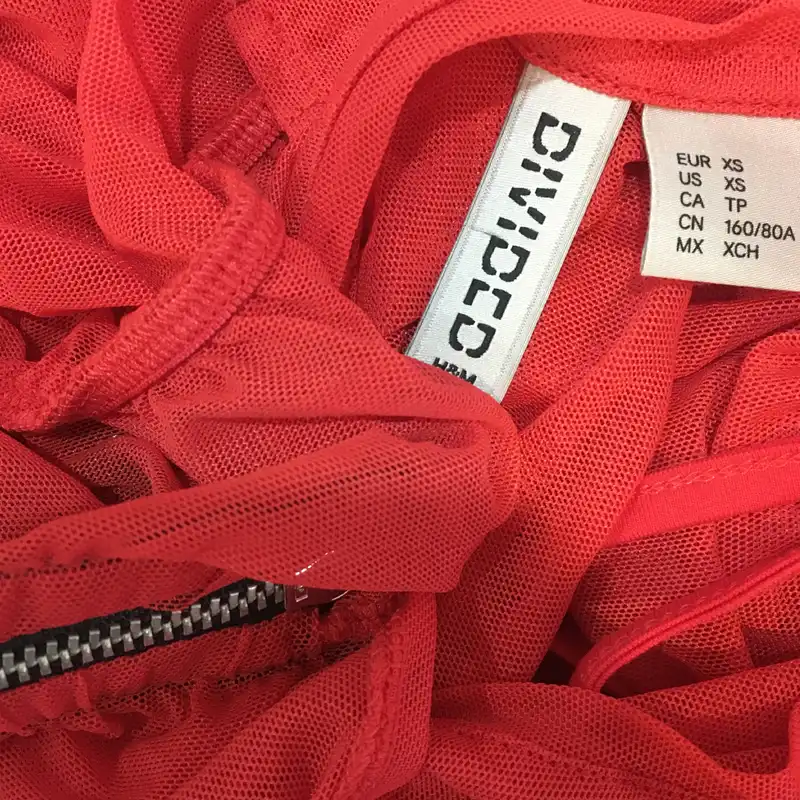 DIVIDED
H&M
EUR XS
US XS
CA TP
CN 160/80A
MX XCH